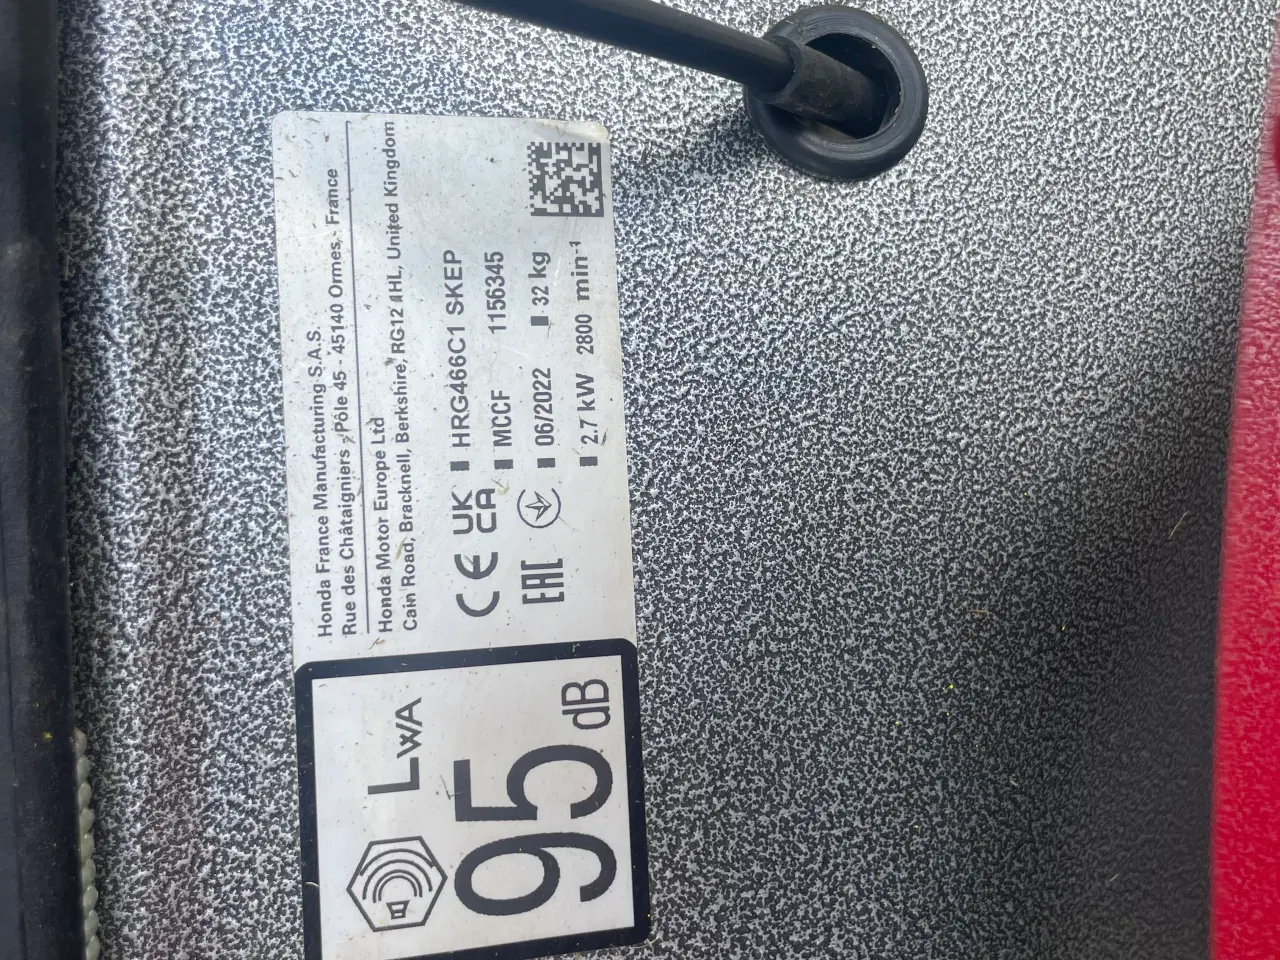 Honda France Manufacturing S.A.S.
Rue des Châtaigniers - Pôle 45 - 45140 Ormes - France
Honda Motor Europe Ltd
Cain Road, Bracknell, Berkshire, RG12 1HL, United Kingdom
CE UK CA
EAC
HRG466C1 SKEP
MCCF 1156345
06/2022 32 kg
2.7 kW 2800 min-1
LWA
95 dB